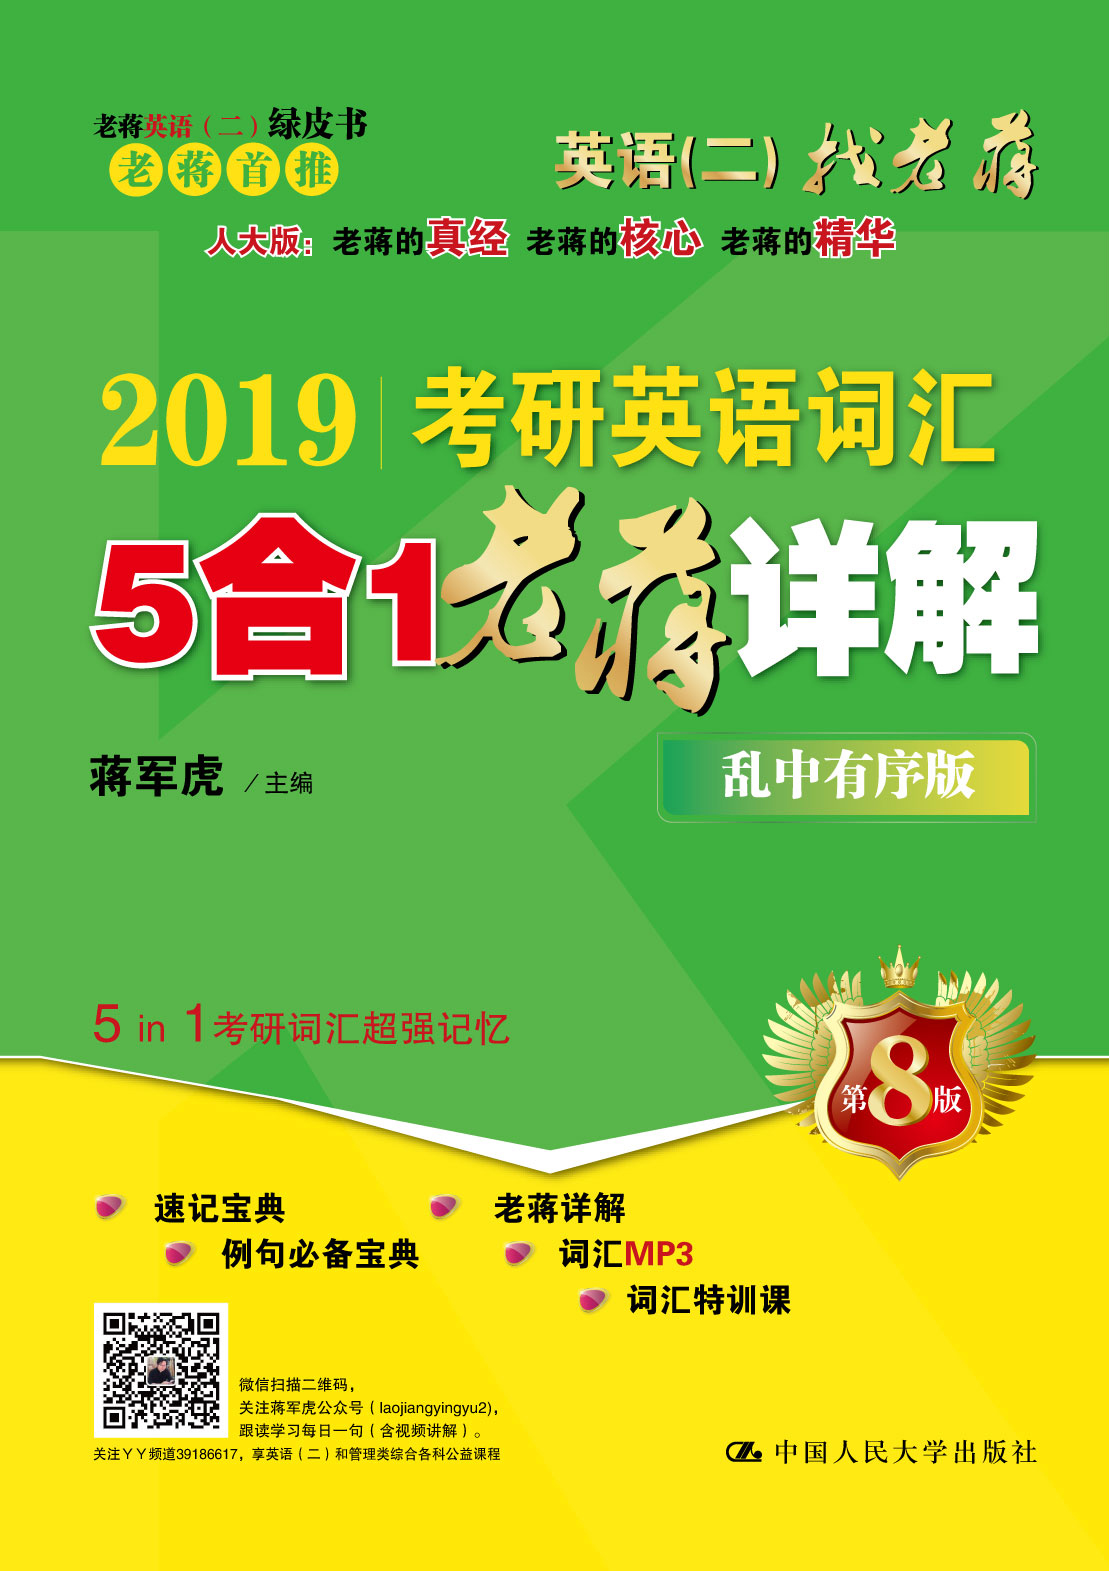 老蒋英语（二）绿皮书
老蒋首推
英语(二)找老蒋
人大版：老蒋的真经 老蒋的核心 老蒋的精华
2019 考研英语词汇
5合1老蒋详解
蒋军虎 / 主编
乱中有序版
5 in 1考研词汇超强记忆
第8版
速记宝典
老蒋详解
例句必备宝典
词汇MP3
词汇特训课
微信扫描二维码，
关注蒋军虎公众号（laojiangyingyu2)，
跟读学习每日一句（含视频讲解）。
关注YY频道39186617，享英语（二）和管理类综合各科公益课程
中国人民大学出版社